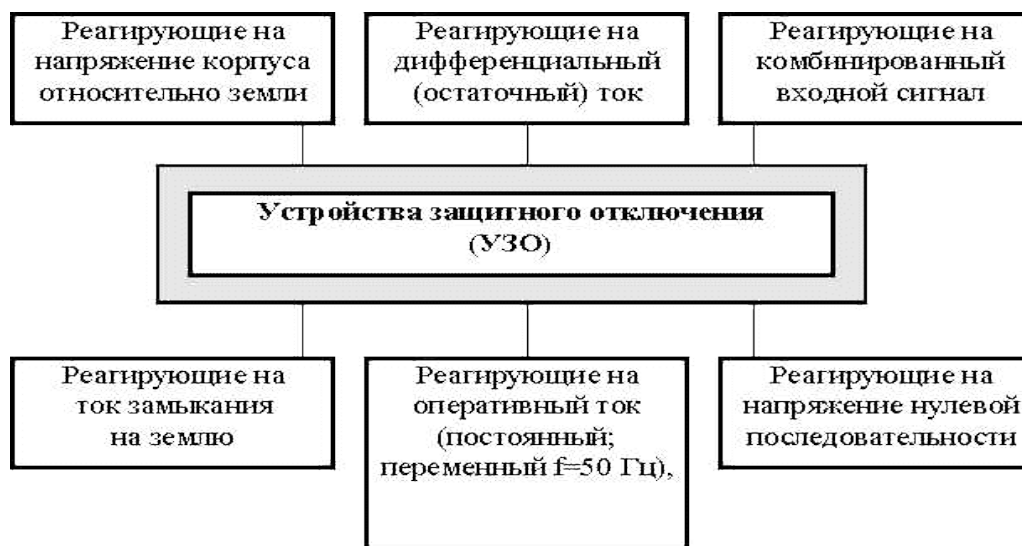 Реагирующие на
напряжение корпуса
относительно земли
Реагирующие на
дифференциальный
(остаточный) ток
Реагирующие на
комбинированный
входной сигнал
Устройства защитного отключения
(УЗО)
Реагирующие на
ток замыкания
на землю
Реагирующие на
оперативный ток
(постоянный;
переменный f=50 Гц),
Реагирующие на
напряжение нулевой
последовательности